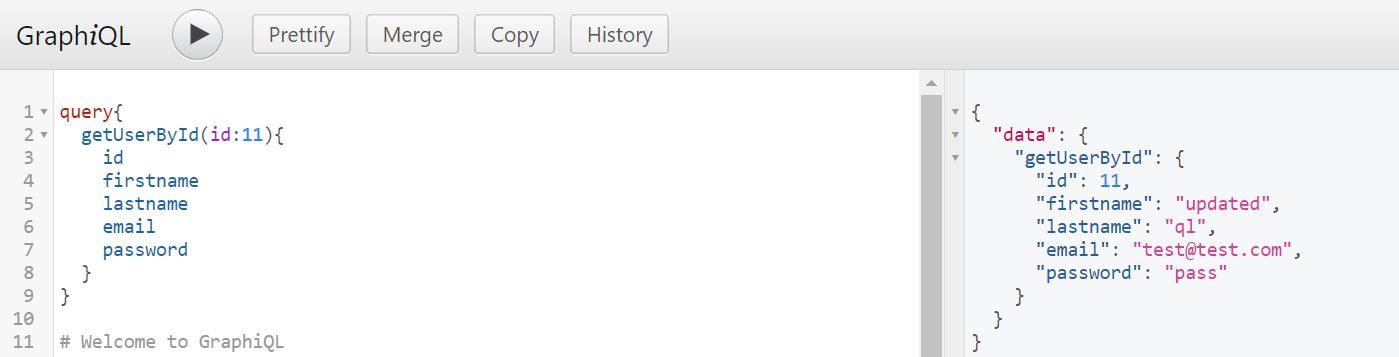 GraphiQL Prettify Merge Copy History
1 query{
2   getUserById(id:11){
3     id
4     firstname
5     lastname
6     email
7     password
8   }
9 }
10
11 # Welcome to GraphiQL
{
  "data": {
    "getUserById": {
      "id": 11,
      "firstname": "updated",
      "lastname": "ql",
      "email": "test@test.com",
      "password": "pass"
    }
  }
}